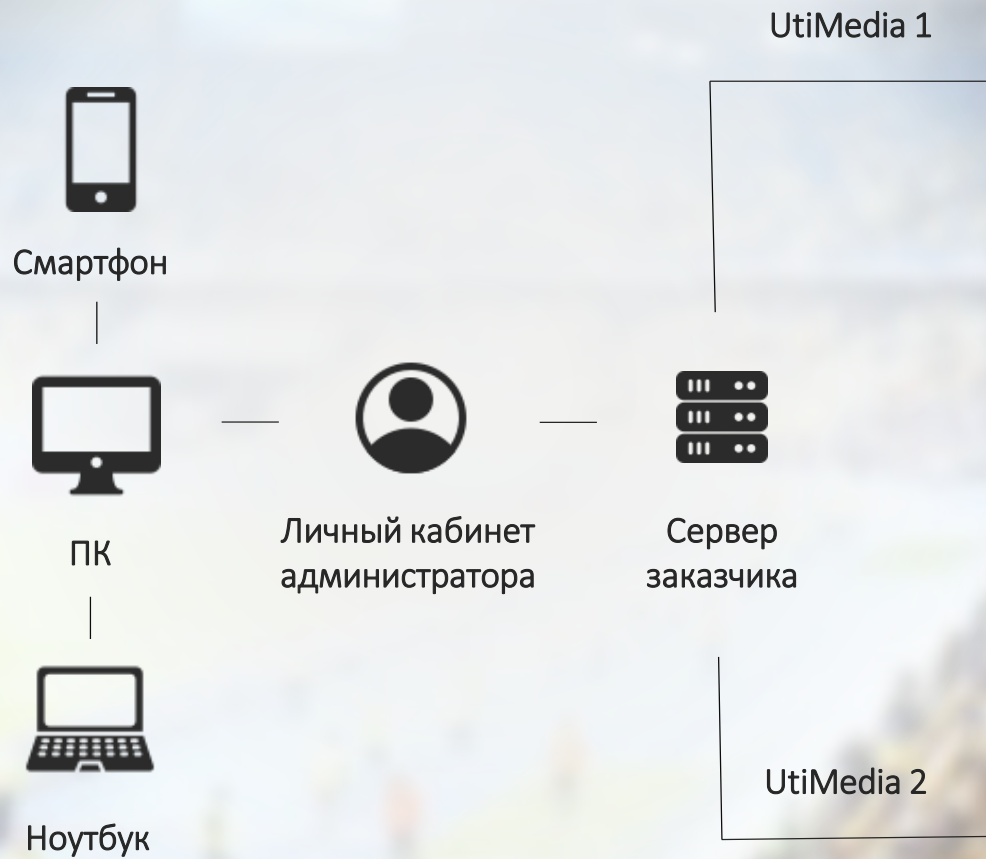 UtiMedia 1
Смартфон
ПК
Личный кабинет
администратора
Сервер
заказчика
UtiMedia 2
Ноутбук